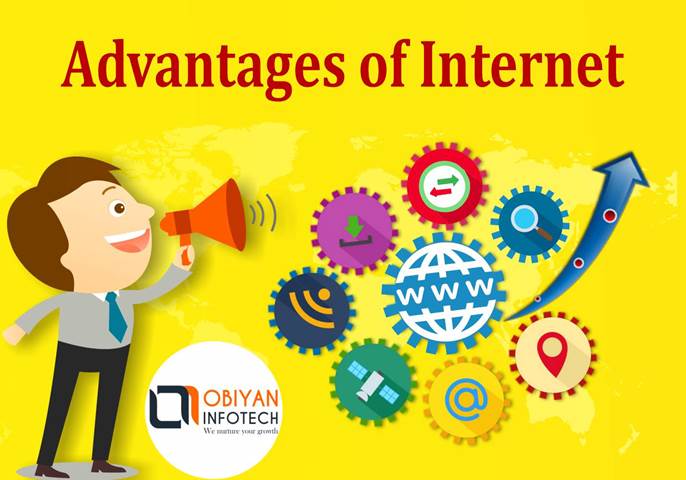 Advantages of Internet
WWW
@
OBIYAN
INFOTECH
We nurture your growth